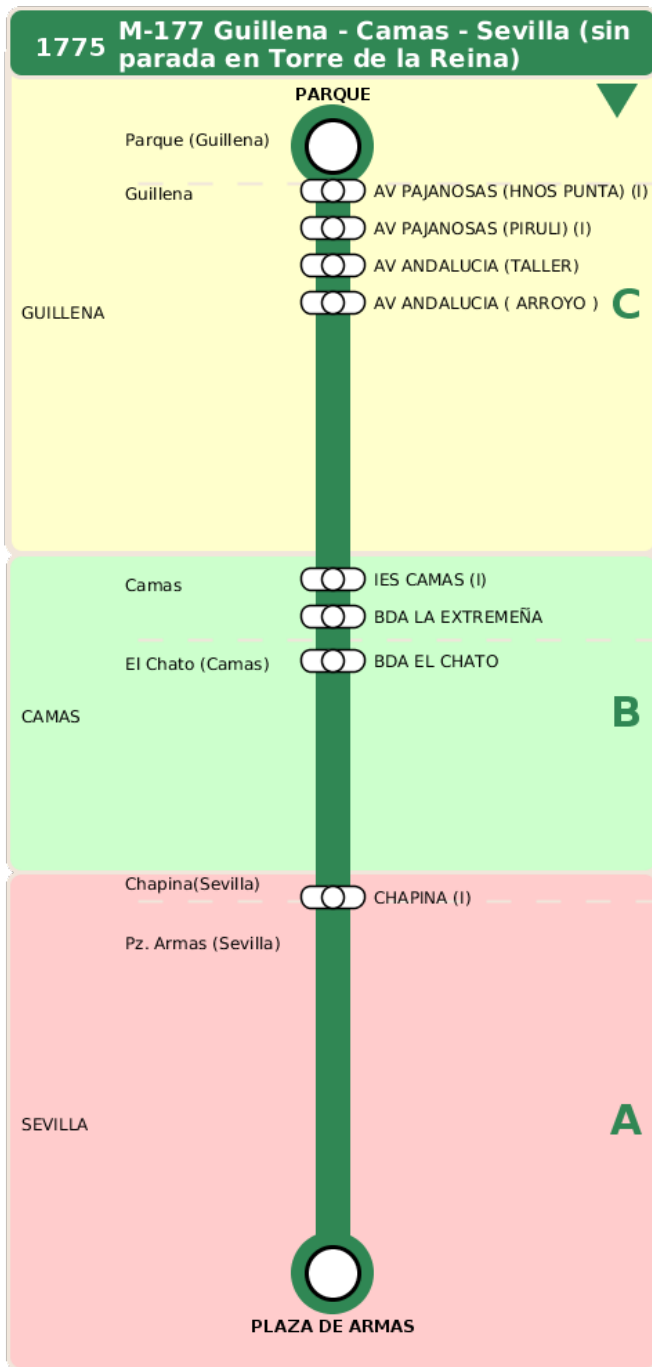 1775
M-177 Guillena - Camas - Sevilla (sin
parada en Torre de la Reina)
PARQUE
Parque (Guillena)
Guillena
AV PAJANOSAS (HNOS PUNTA) (I)
AV PAJANOSAS (PIRULI) (I)
AV ANDALUCIA (TALLER)
AV ANDALUCIA ( ARROYO )
C
GUILLENA
Camas
IES CAMAS (I)
BDA LA EXTREMEÑA
El Chato (Camas)
BDA EL CHATO
CAMAS
B
Chapina(Sevilla)
CHAPINA (I)
Pz. Armas (Sevilla)
SEVILLA
A
PLAZA DE ARMAS